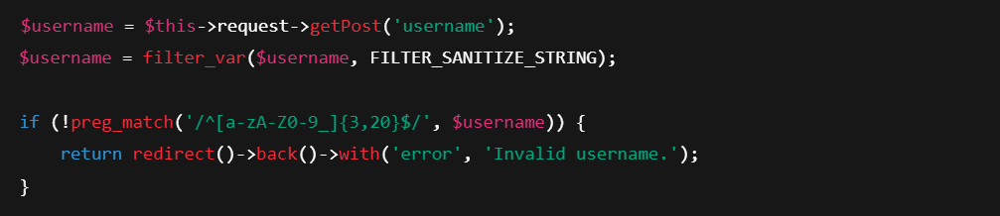 $username = $this->request->getPost('username');
$username = filter_var($username, FILTER_SANITIZE_STRING);
if (!preg_match('/^[a-zA-Z0-9_]{3,20}$/', $username)) {
    return redirect()->back()->with('error', 'Invalid username.');
}